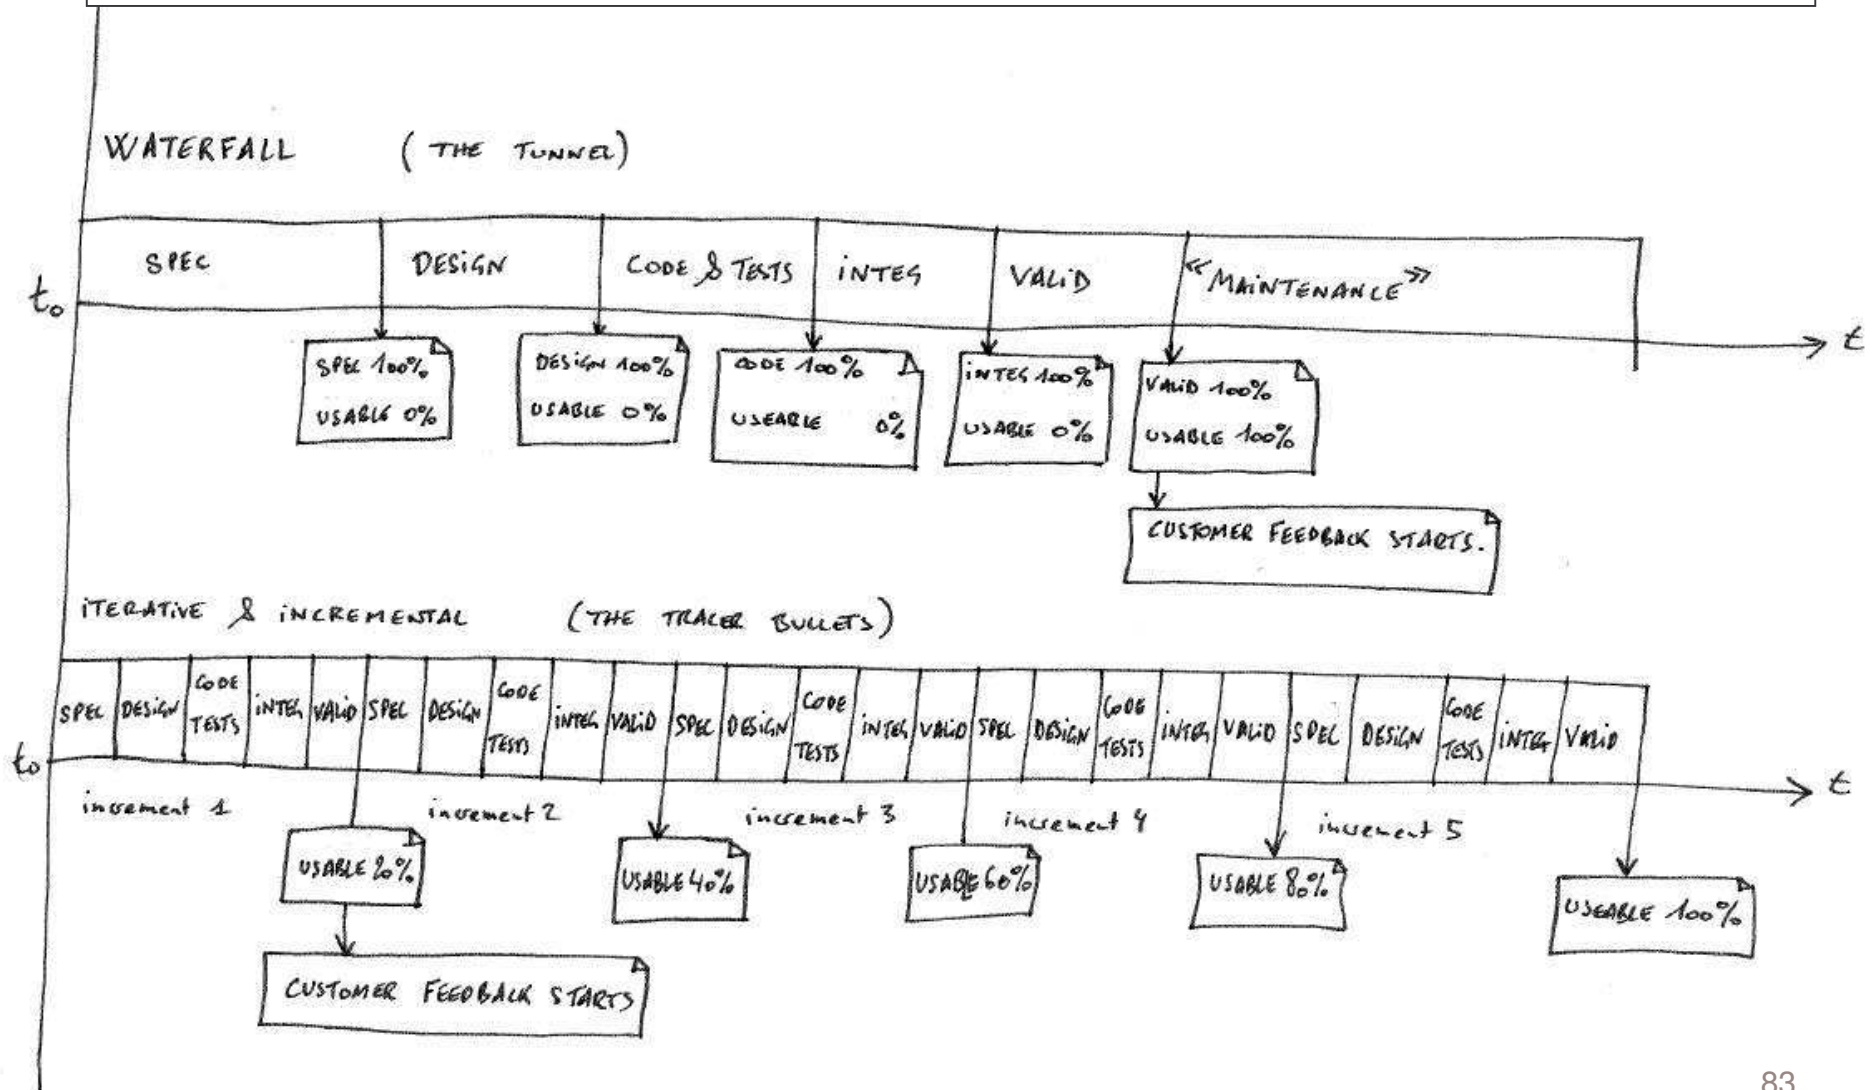 WATERFALL (THE TUNNEL)
SPEC DESIGN CODE & TESTS INTEG VALID «MAINTENANCE»
t0
t
SPEC 100%
USABLE 0%
DESIGN 100%
USABLE 0%
CODE 100%
USEABLE 0%
INTEG 100%
USABLE 0%
VALID 100%
USABLE 100%
CUSTOMER FEEDBACK STARTS.
ITERATIVE & INCREMENTAL (THE TRACER BULLETS)
SPEC
DESIGN
CODE
TESTS
INTEG
VALID
SPEC
DESIGN
CODE
TESTS
INTEG
VALID
SPEC
DESIGN
CODE
TESTS
INTEG
VALID
SPEC
DESIGN
CODE
TESTS
INTEG
VALID
SPEC
DESIGN
CODE
TESTS
INTEG
VALID
t0
t
increment 1
increment 2
increment 3
increment 4
increment 5
USABLE 20%
USABLE 40%
USABLE 60%
USABLE 80%
USEABLE 100%
CUSTOMER FEEDBACK STARTS
83